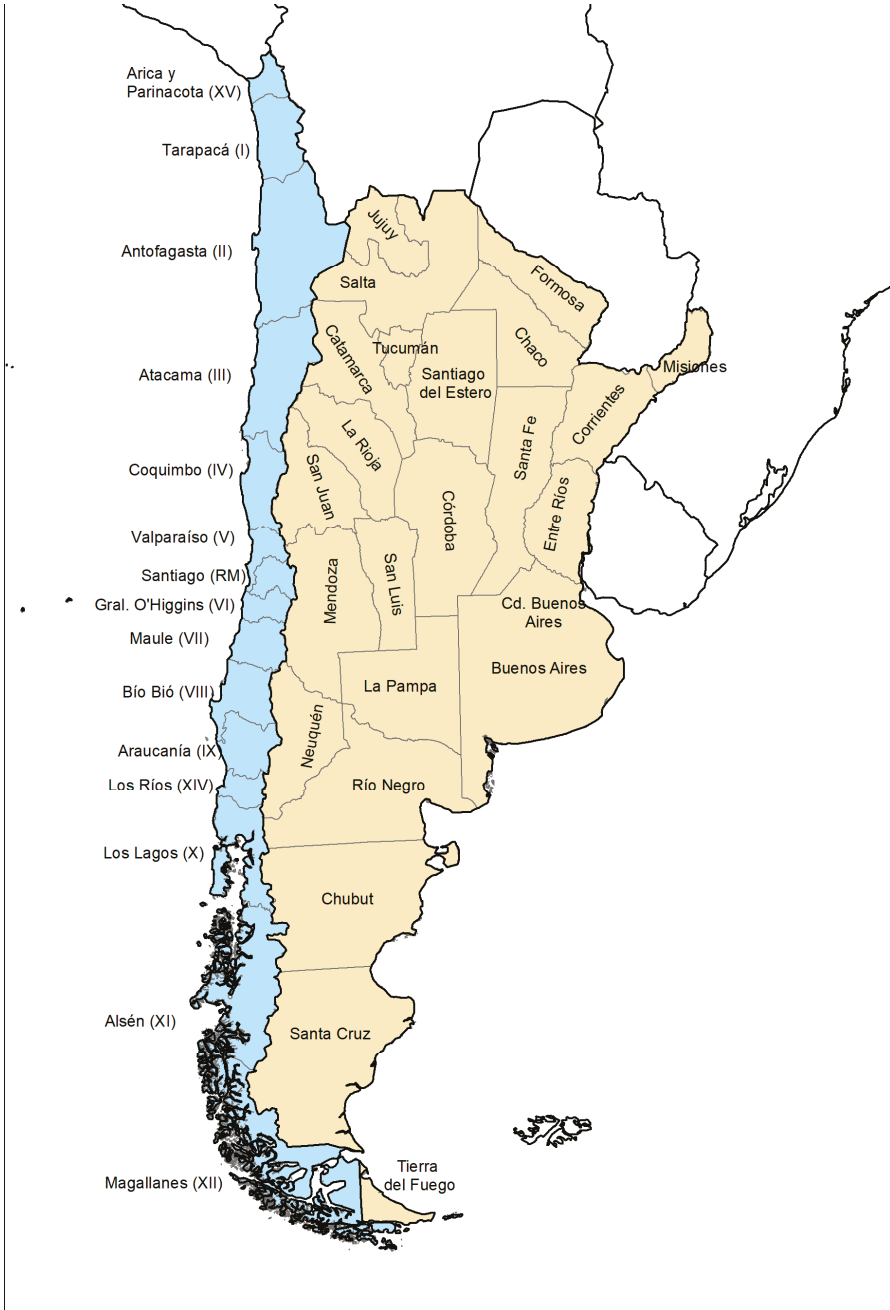 Arica y
Parinacota (XV)
Tarapacá (I)
Antofagasta (II)
Atacama (III)
Coquimbo (IV)
Valparaíso (V)
Santiago (RM)
Gral. O'Higgins (VI)
Maule (VII)
Bío Bió (VIII)
Araucanía (IX)
Los Ríos (XIV)
Los Lagos (X)
Alsén (XI)
Magallanes (XII)
Jujuy
Salta
Formosa
Chaco
Catamarca
Tucumán
Santiago
del Estero
Misiones
Corrientes
La Rioja
Santa Fe
San Juan
Córdoba
Entre Ríos
Mendoza
San Luis
Cd. Buenos
Aires
Buenos Aires
La Pampa
Neuquén
Río Negro
Chubut
Santa Cruz
Tierra
del Fuego